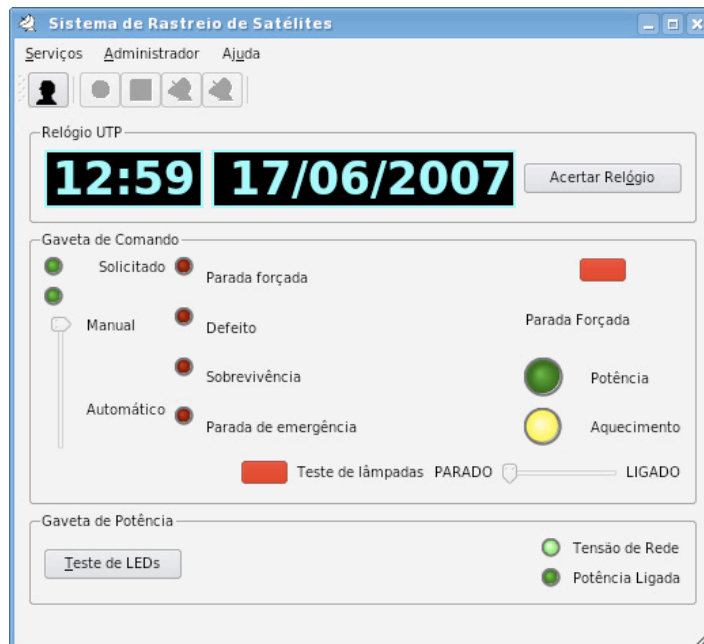 Sistema de Rastreio de Satélites
Serviços Administrador Ajuda
Relógio UTP
12:59 17/06/2007 Acertar Relógio
Gaveta de Comando
Solicitado Parada forçada
Manual Defeito Parada Forçada
Sobrevivência Potência
Automático Parada de emergência Aquecimento
Teste de lâmpadas PARADO LIGADO
Gaveta de Potência
Teste de LEDs Tensão de Rede
Potência Ligada